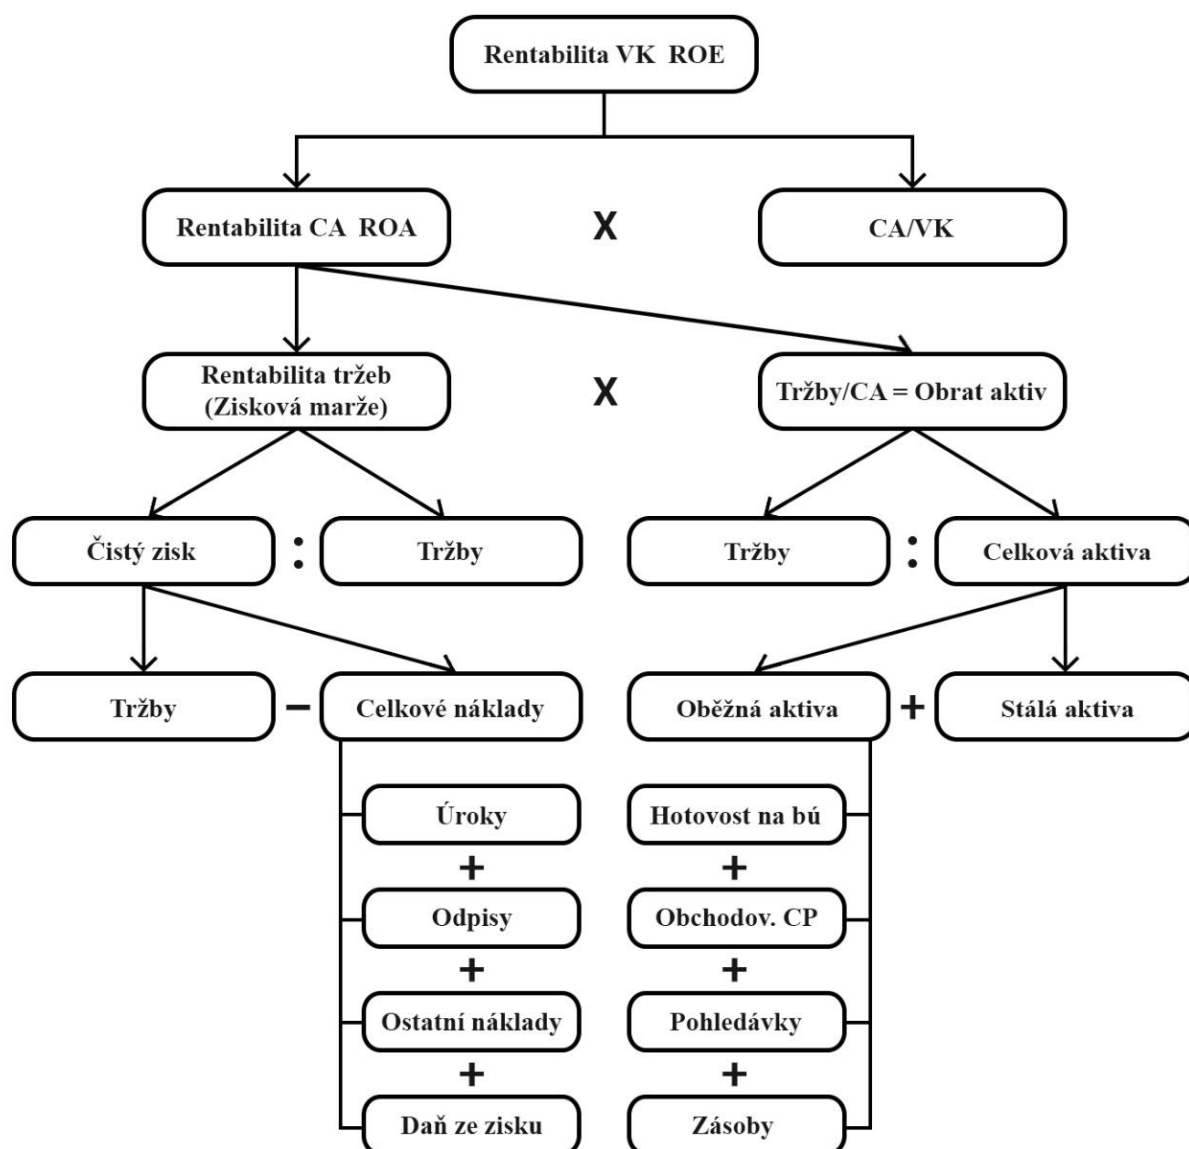 Rentabilita VK  ROE
Rentabilita CA  ROA
X
CA/VK
Rentabilita tržeb
(Zisková marže)
X
Tržby/CA = Obrat aktiv
Čistý zisk
:
Tržby
Tržby
:
Celková aktiva
Tržby
−
Celkové náklady
Oběžná aktiva
+
Stálá aktiva
Úroky
Hotovost na bú
+
+
Odpisy
Obchodov. CP
+
+
Ostatní náklady
Pohledávky
+
+
Daň ze zisku
Zásoby